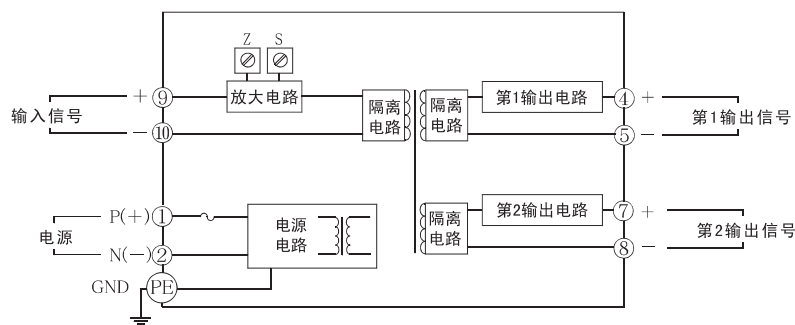 Z S
放大电路
+ ⑨
输入信号
− ⑩
隔离
电路
隔离
电路
第1输出电路
④ +
⑤ −
第1输出信号
P(+) ①
电源
N(−) ②
GND PE
电源
电路
隔离
电路
第2输出电路
⑦ +
⑧ −
第2输出信号